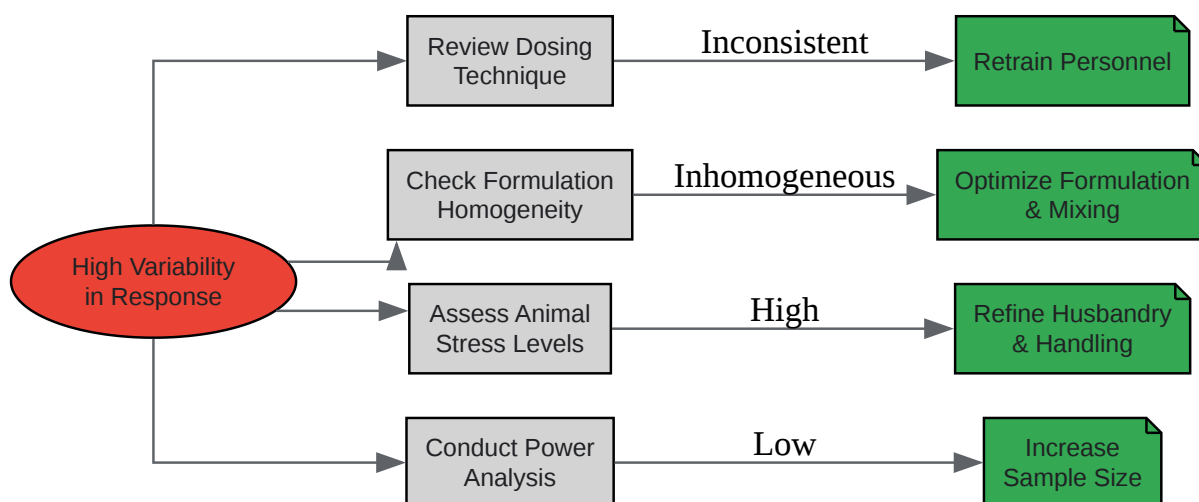 Review Dosing
Technique
Inconsistent
Retrain Personnel
Check Formulation
Homogeneity
Inhomogeneous
Optimize Formulation
& Mixing
High Variability
in Response
Assess Animal
Stress Levels
High
Refine Husbandry
& Handling
Conduct Power
Analysis
Low
Increase
Sample Size